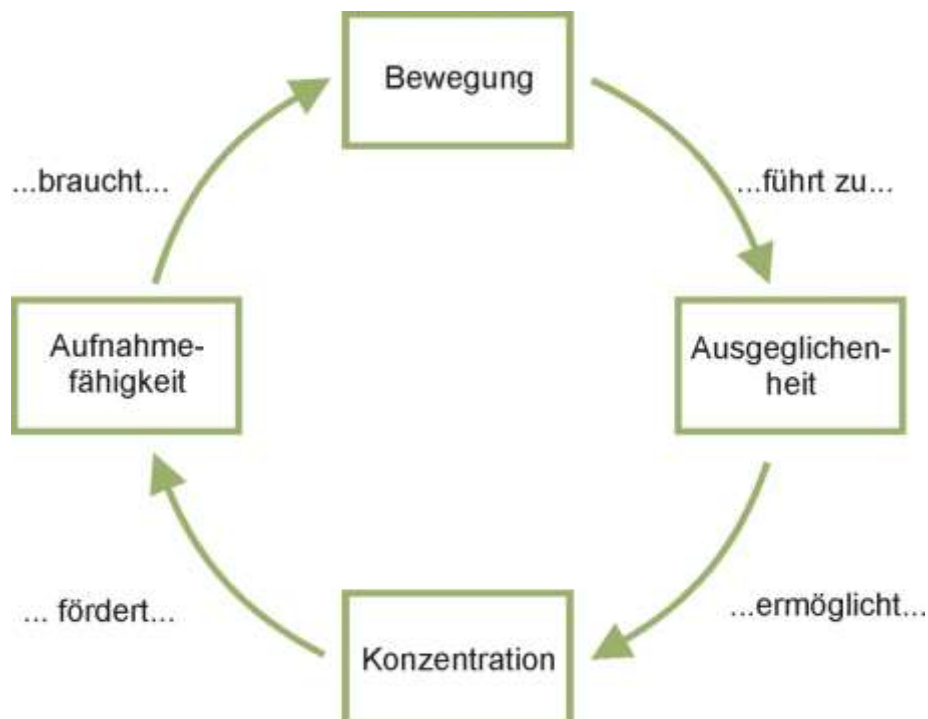 Bewegung
...führt zu...
Ausgeglichen-
heit
...ermöglicht...
Konzentration
... fördert...
Aufnahme-
fähigkeit
...braucht...